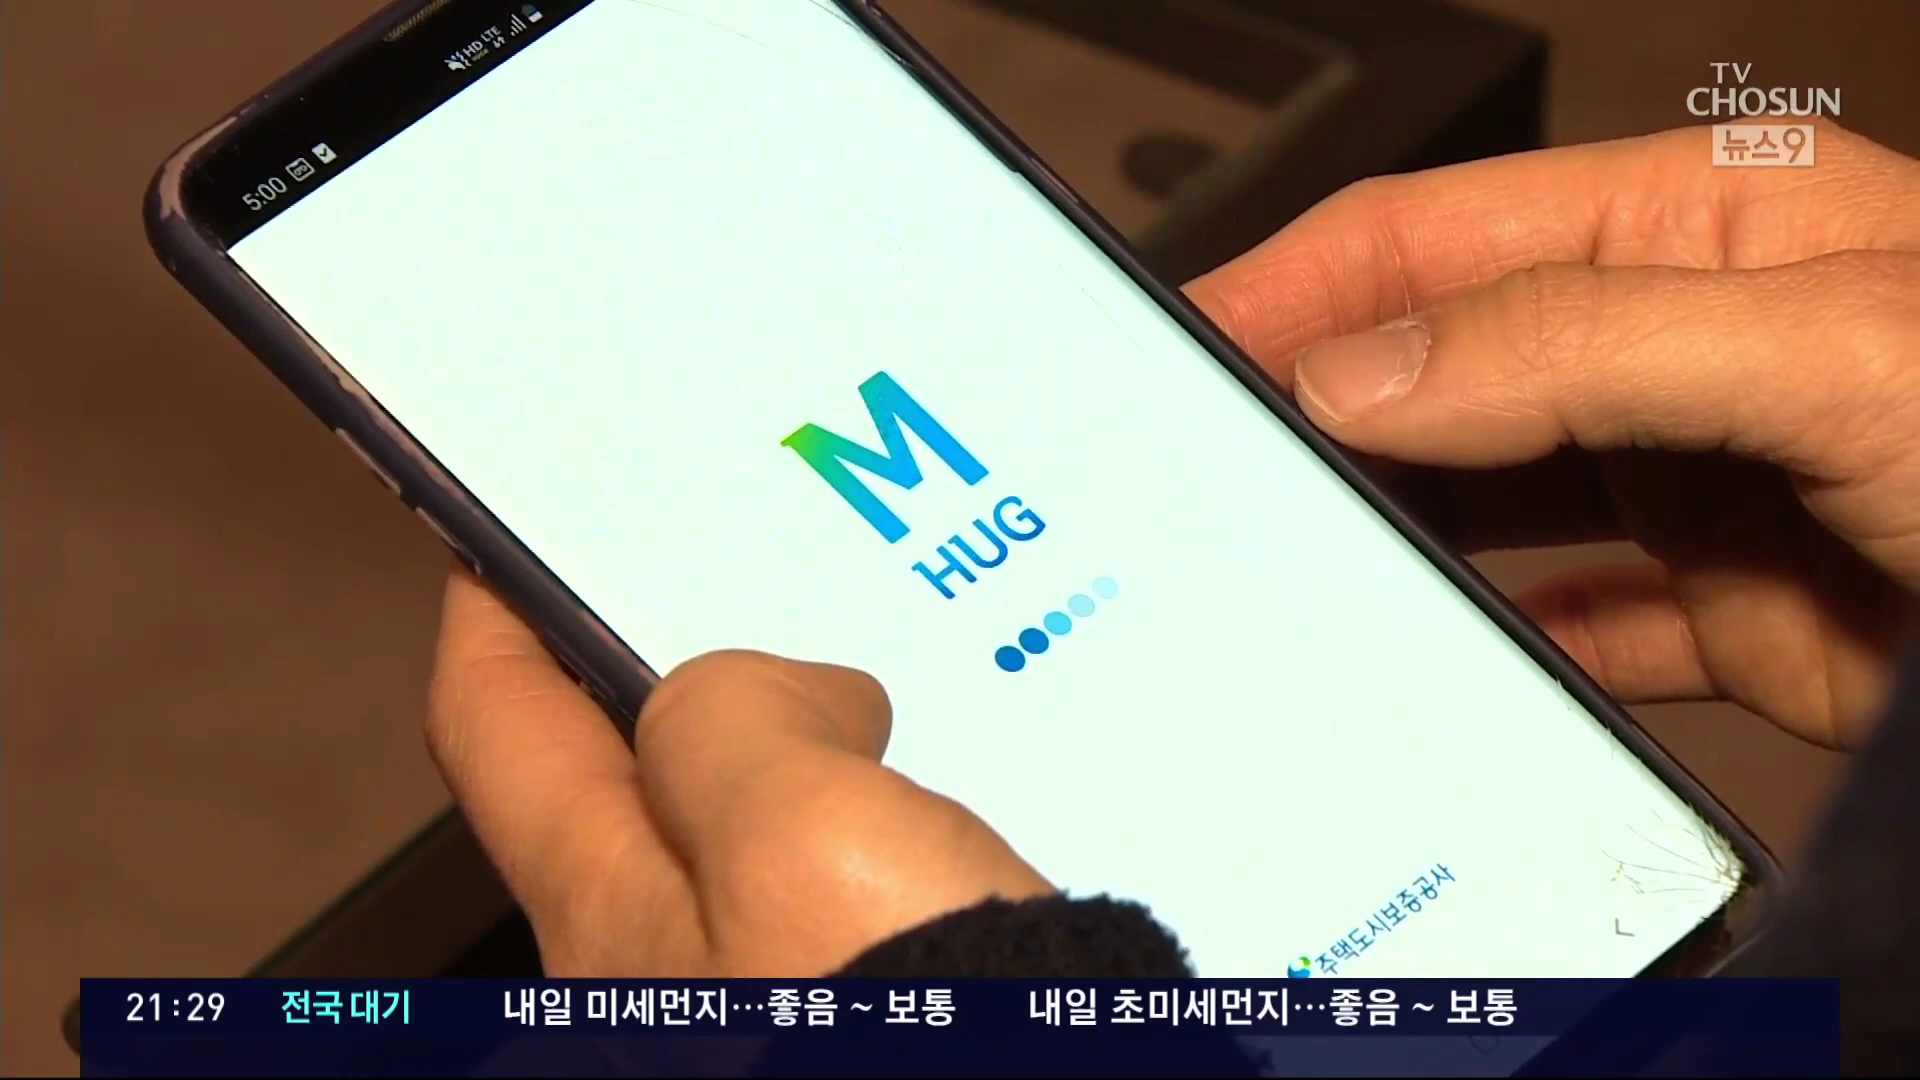 TV
CHOSUN
뉴스9
HD LTE
5:00
M
HUG
주택도시보증공사
21:29 전국 대기 내일 미세먼지…좋음 ~ 보통 내일 초미세먼지…좋음 ~ 보통